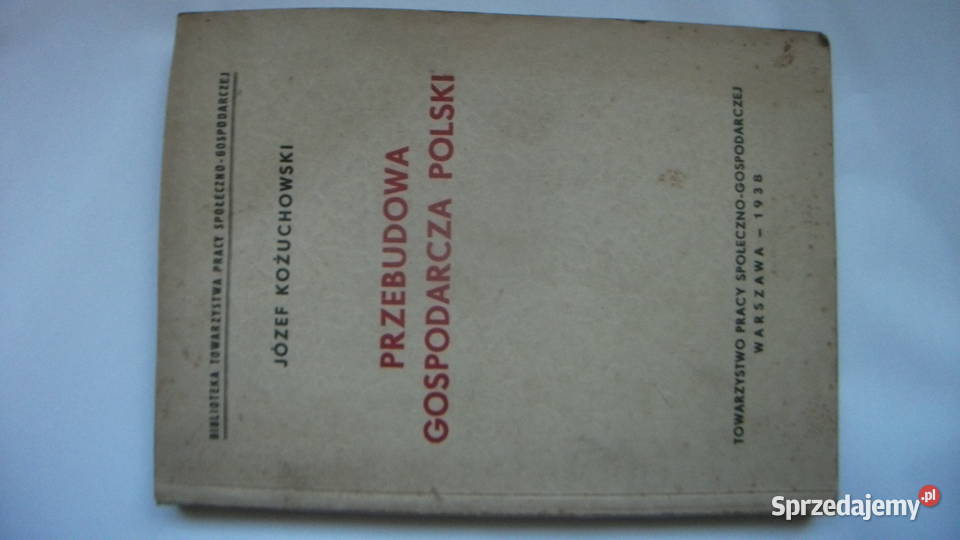 BIBLIOTEKA TOWARZYSTWA PRACY SPOŁECZNO-GOSPODARCZEJ
JÓZEF KOŻUCHOWSKI
PRZEBUDOWA
GOSPODARCZA POLSKI
TOWARZYSTWO PRACY SPOŁECZNO-GOSPODARCZEJ
WARSZAWA — 1938
Sprzedajemy.pl